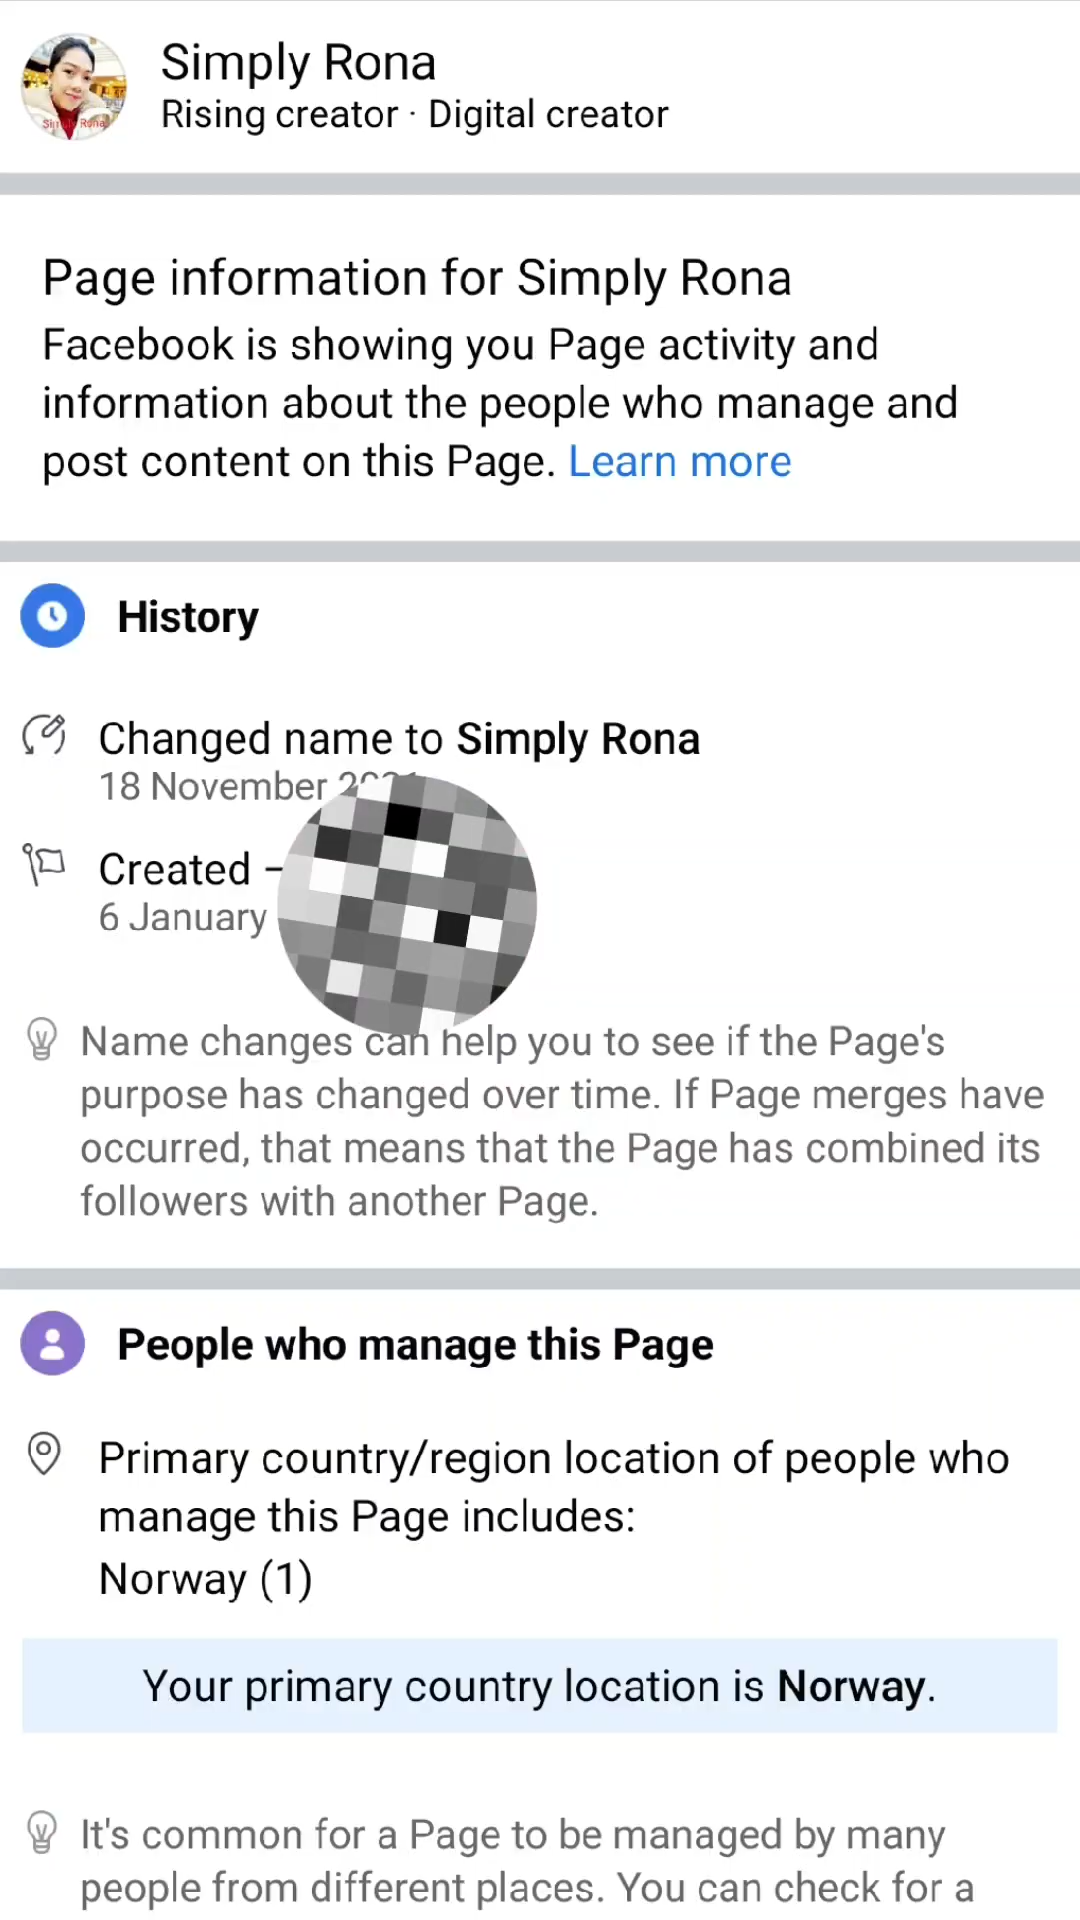 Simply Rona
Rising creator · Digital creator
Page information for Simply Rona
Facebook is showing you Page activity and
information about the people who manage and
post content on this Page. Learn more
History
Changed name to Simply Rona
18 November
Created –
6 January
Name changes can help you to see if the Page's
purpose has changed over time. If Page merges have
occurred, that means that the Page has combined its
followers with another Page.
People who manage this Page
Primary country/region location of people who
manage this Page includes:
Norway (1)
Your primary country location is Norway.
It's common for a Page to be managed by many
people from different places. You can check for a